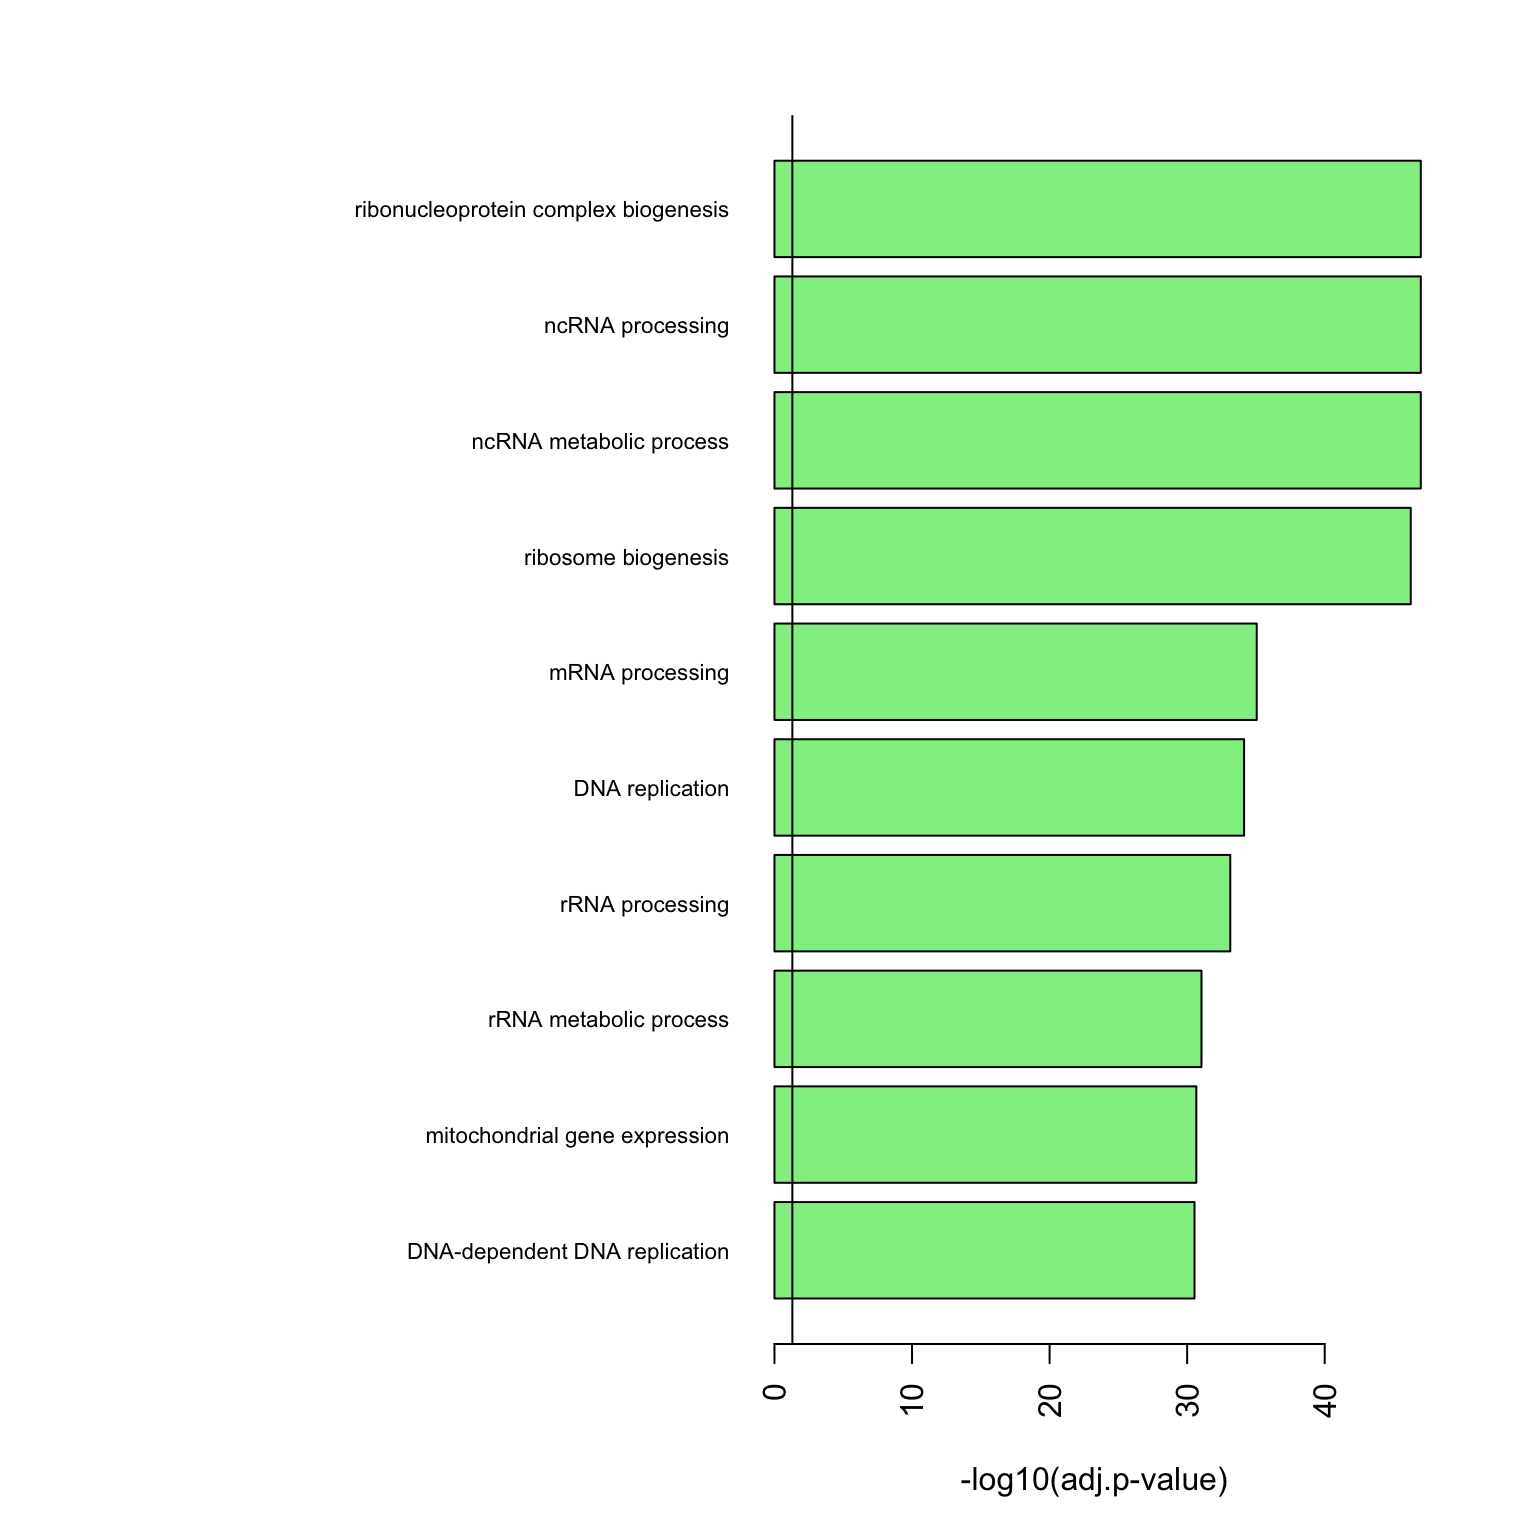 ribonucleoprotein complex biogenesis
ncRNA processing
ncRNA metabolic process
ribosome biogenesis
mRNA processing
DNA replication
rRNA processing
rRNA metabolic process
mitochondrial gene expression
DNA-dependent DNA replication
0
10
20
30
40
-log10(adj.p-value)